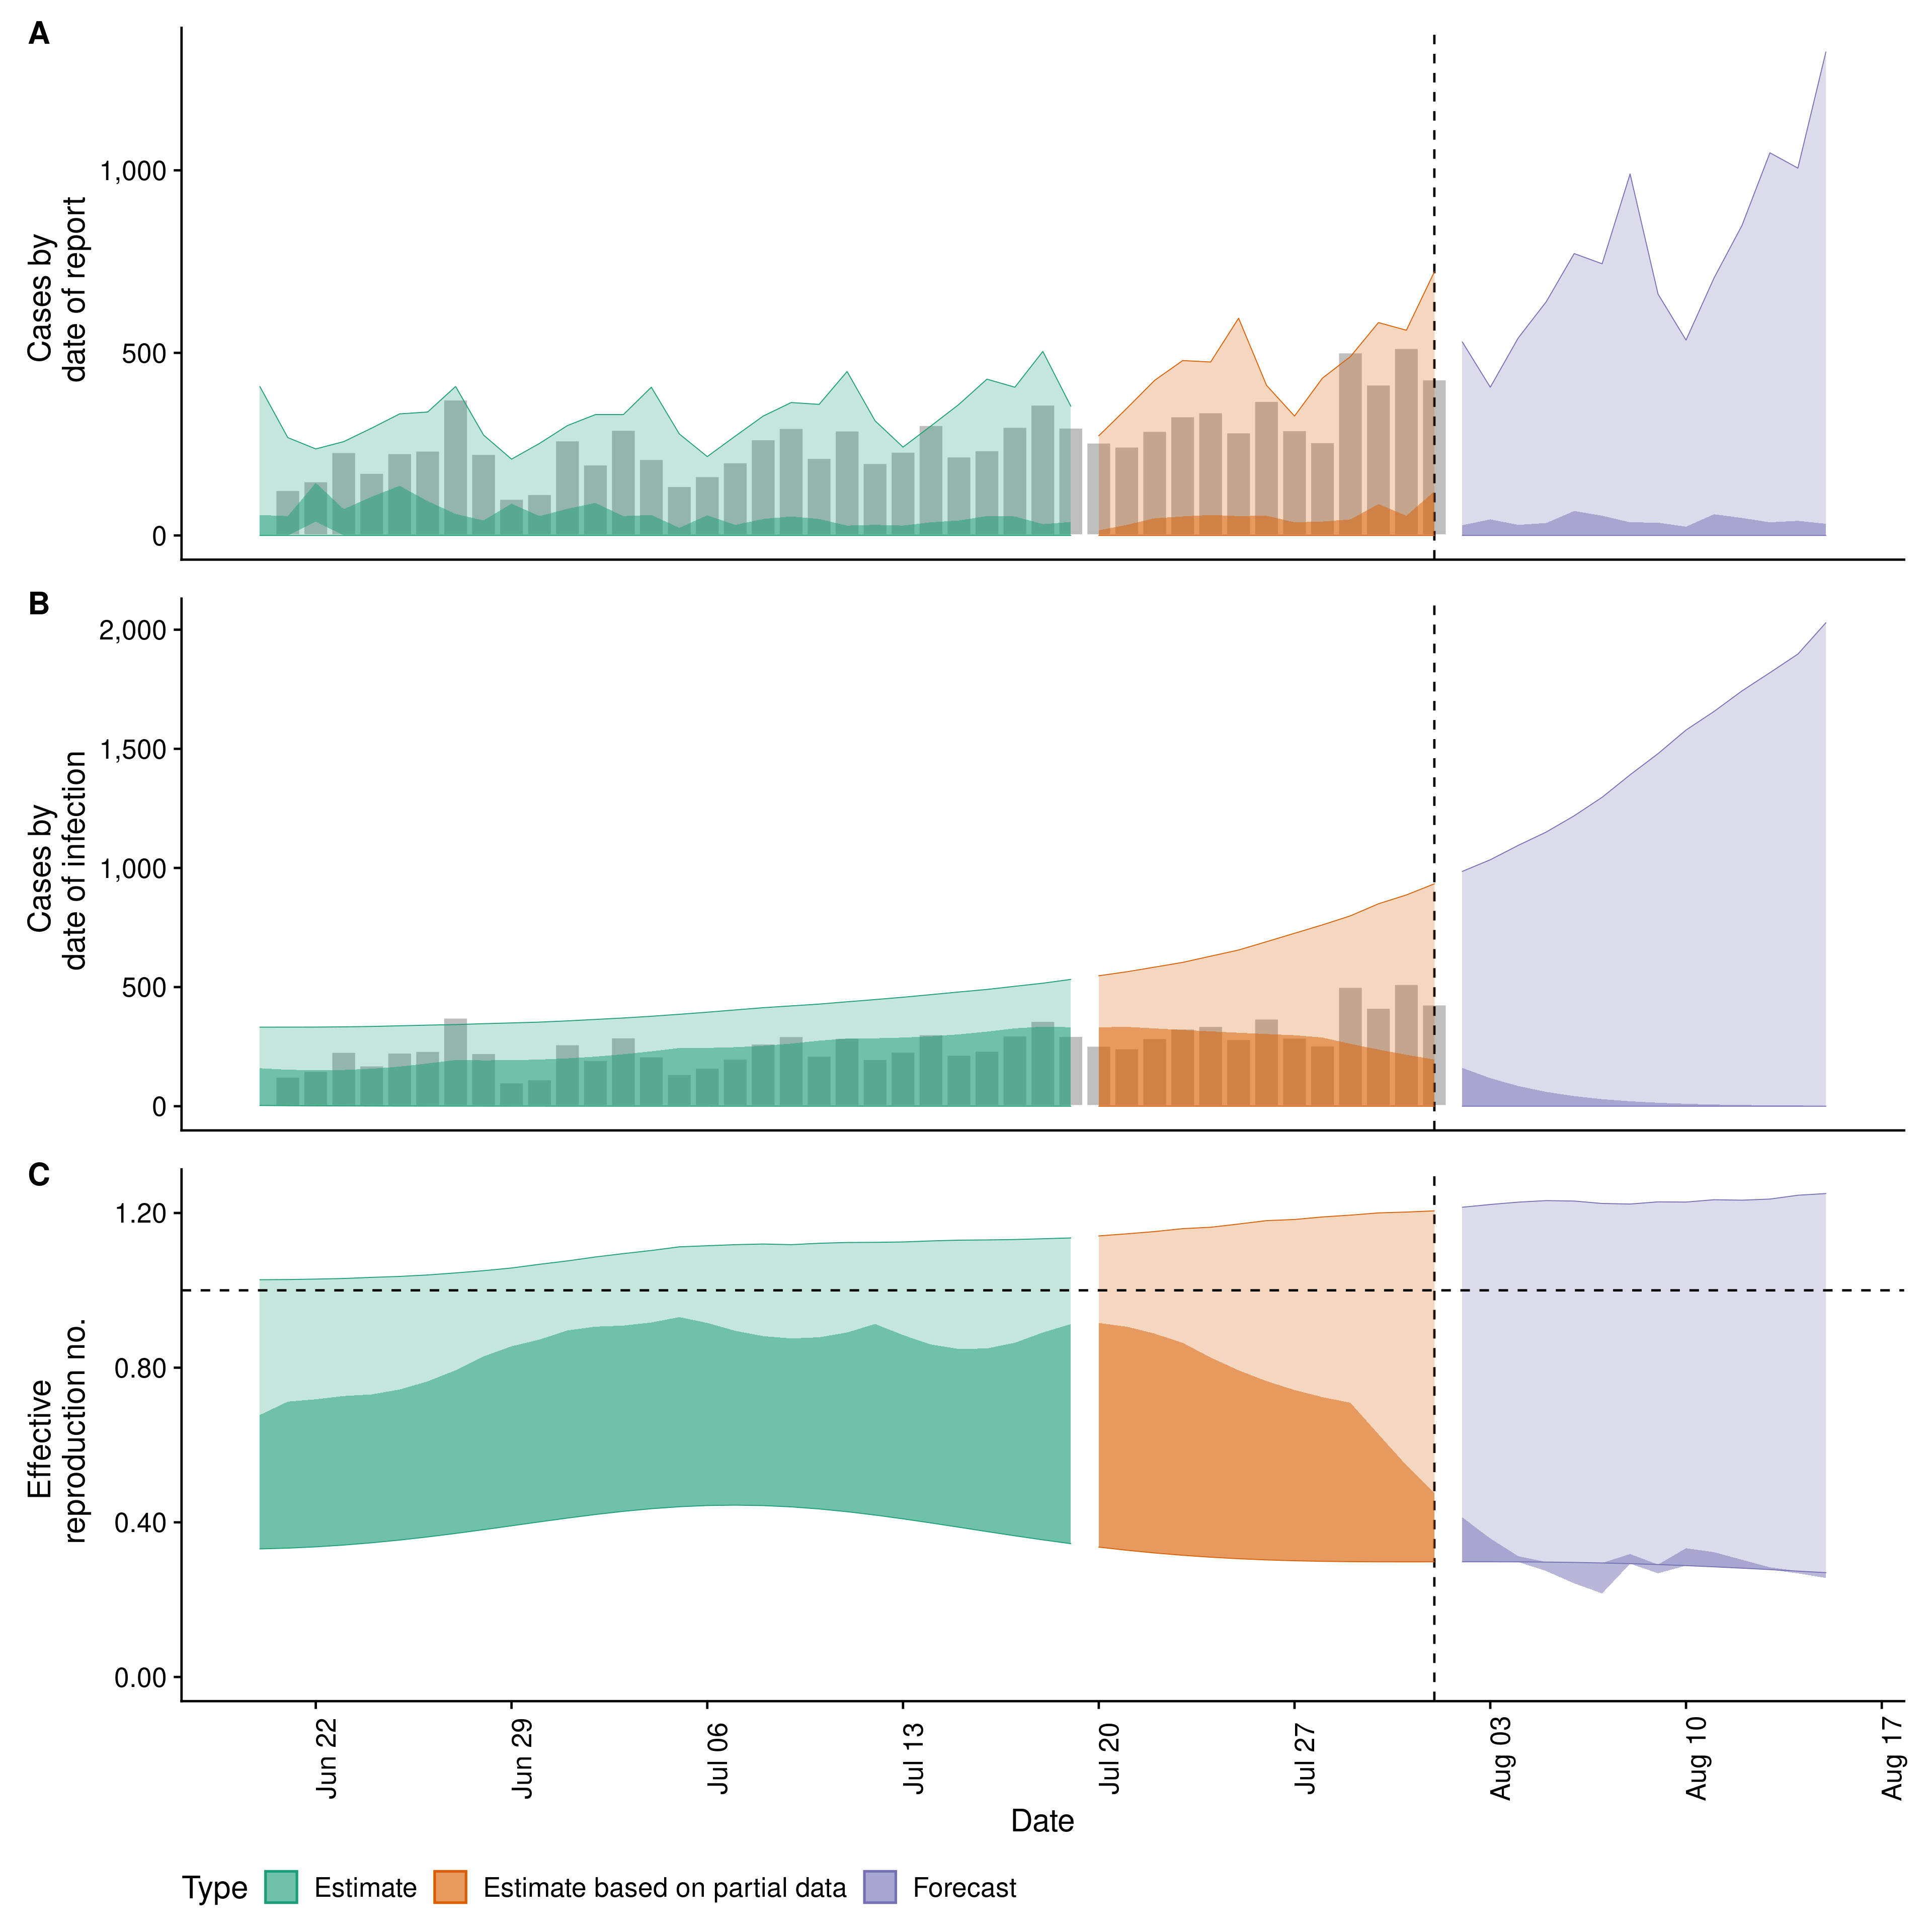 A
Cases by
date of report
1,000
500
0
B
Cases by
date of infection
2,000
1,500
1,000
500
0
C
Effective
reproduction no.
1.20
0.80
0.40
0.00
Jun 22
Jun 29
Jul 06
Jul 13
Jul 20
Jul 27
Aug 03
Aug 10
Aug 17
Date
Type Estimate Estimate based on partial data Forecast